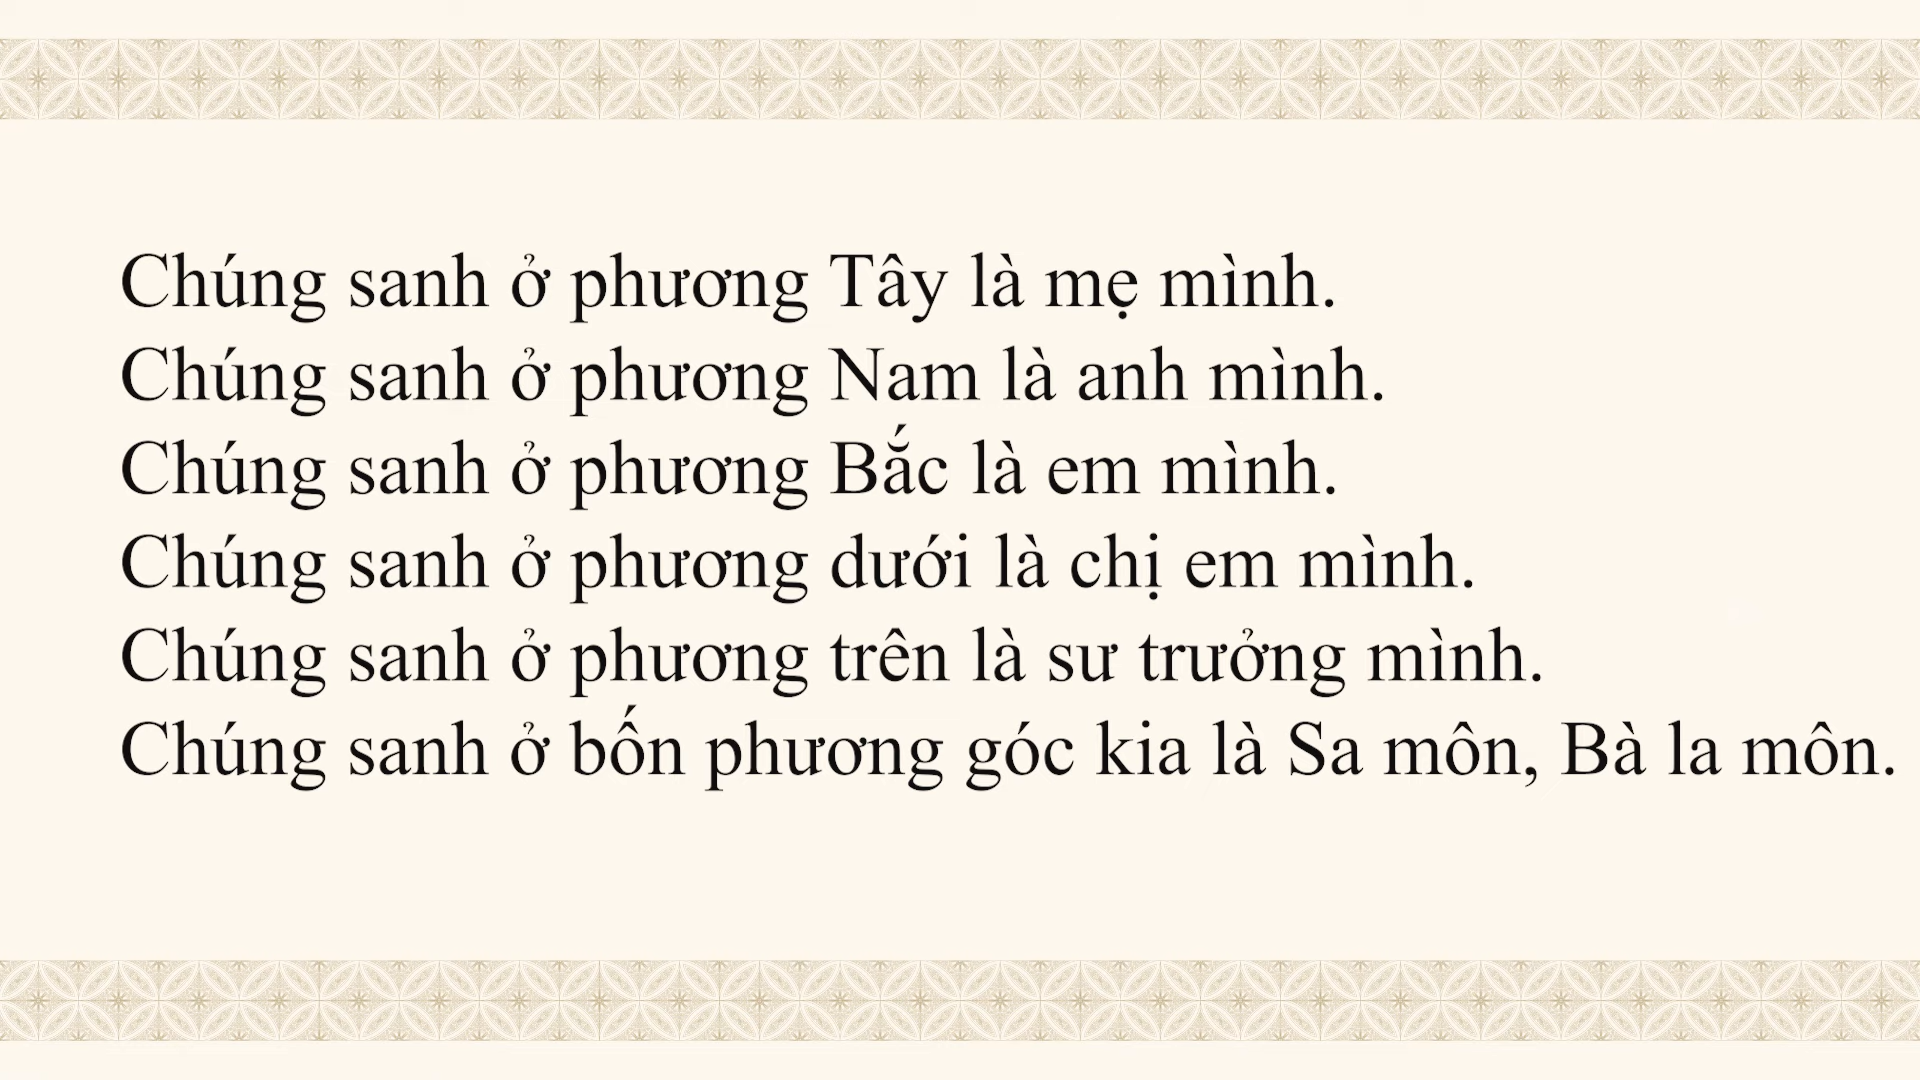 Chúng sanh ở phương Tây là mẹ mình.
Chúng sanh ở phương Nam là anh mình.
Chúng sanh ở phương Bắc là em mình.
Chúng sanh ở phương dưới là chị em mình.
Chúng sanh ở phương trên là sư trưởng mình.
Chúng sanh ở bốn phương góc kia là Sa môn, Bà la môn.